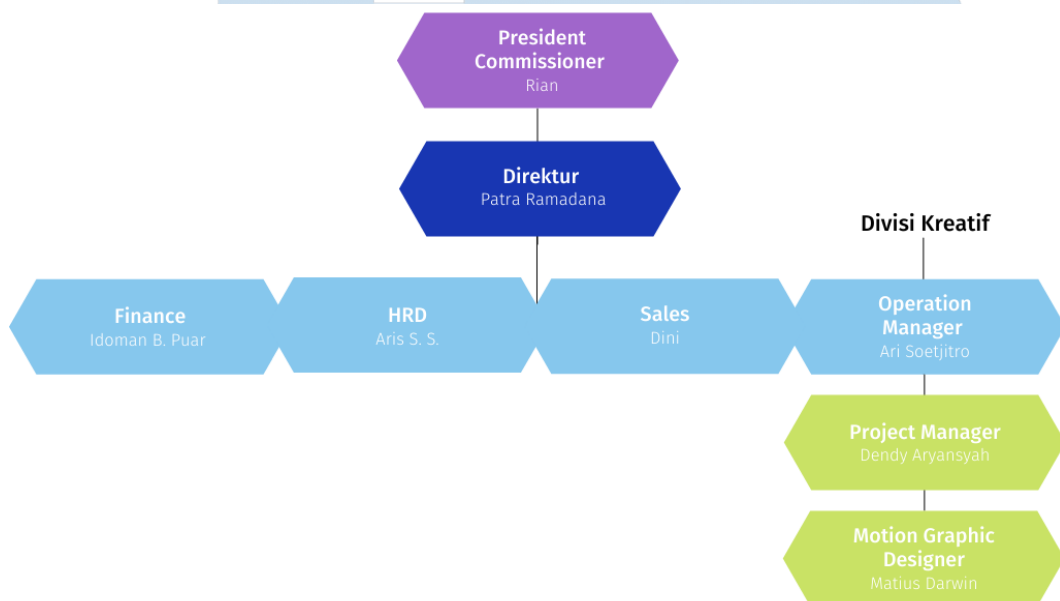 President
Commissioner
Rian
Direktur
Patra Ramadana
Divisi Kreatif
Finance
Idoman B. Puar
HRD
Aris S. S.
Sales
Dini
Operation
Manager
Ari Soetjitro
Project Manager
Dendy Aryansyah
Motion Graphic
Designer
Matius Darwin